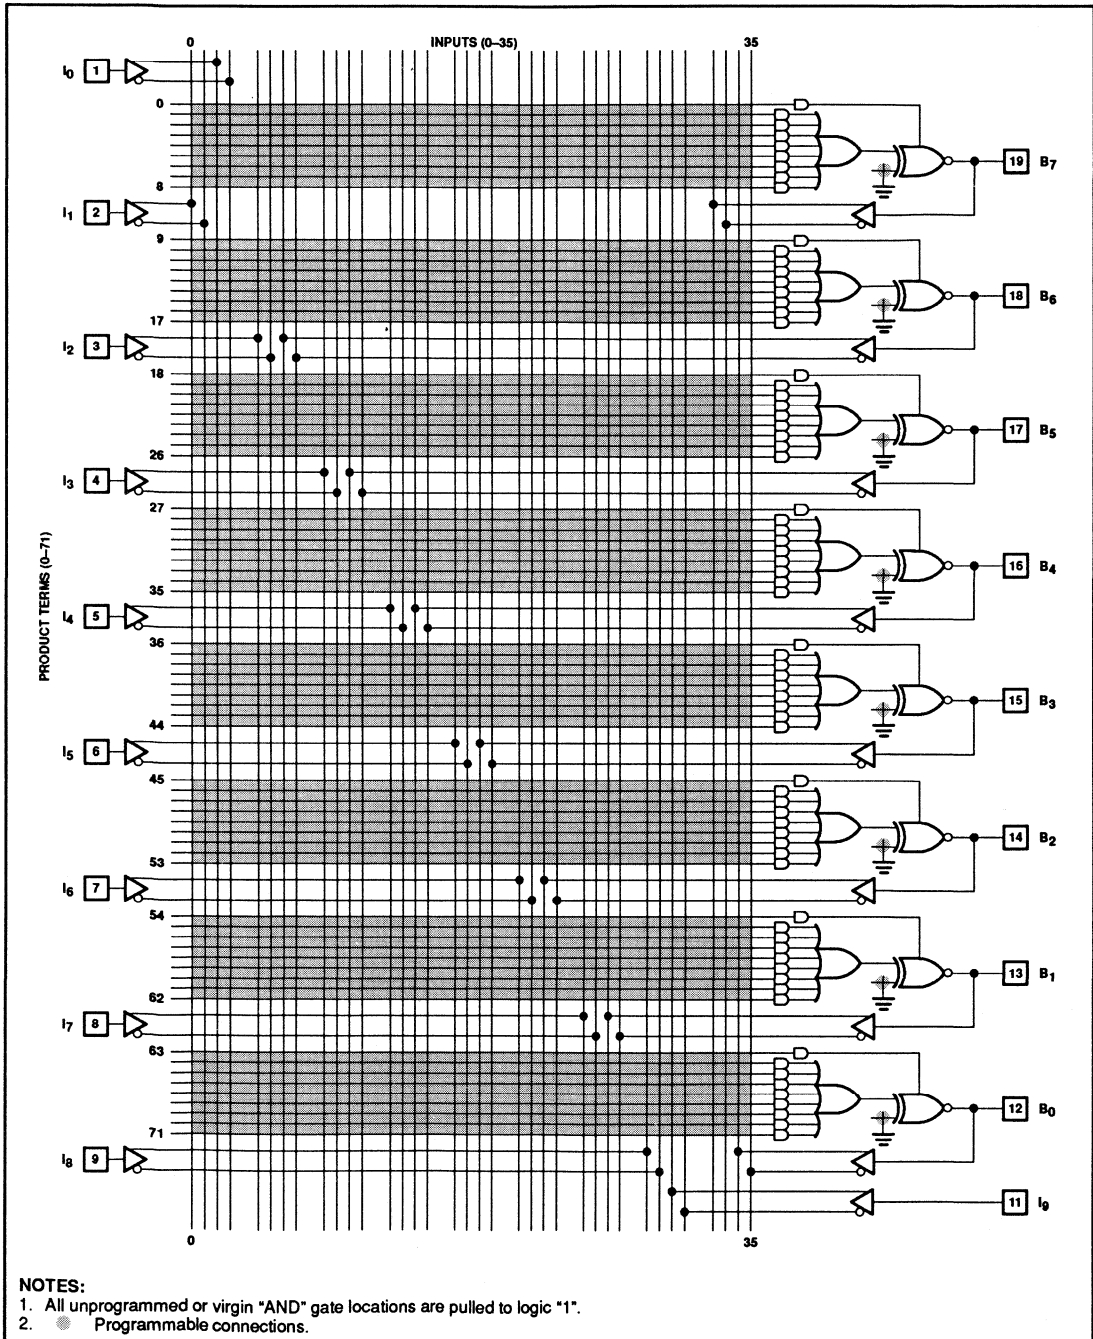 0 INPUTS (0–35) 35
I0 1
0
19 B7
8
I1 2
9
18 B6
17
I2 3
18
17 B5
26
I3 4
27
16 B4
35
I4 5
PRODUCT TERMS (0–71)
36
15 B3
44
I5 6
45
14 B2
53
I6 7
54
13 B1
62
I7 8
63
12 B0
71
I8 9
11 I9
0 35
NOTES:
1. All unprogrammed or virgin "AND" gate locations are pulled to logic "1".
2. Programmable connections.